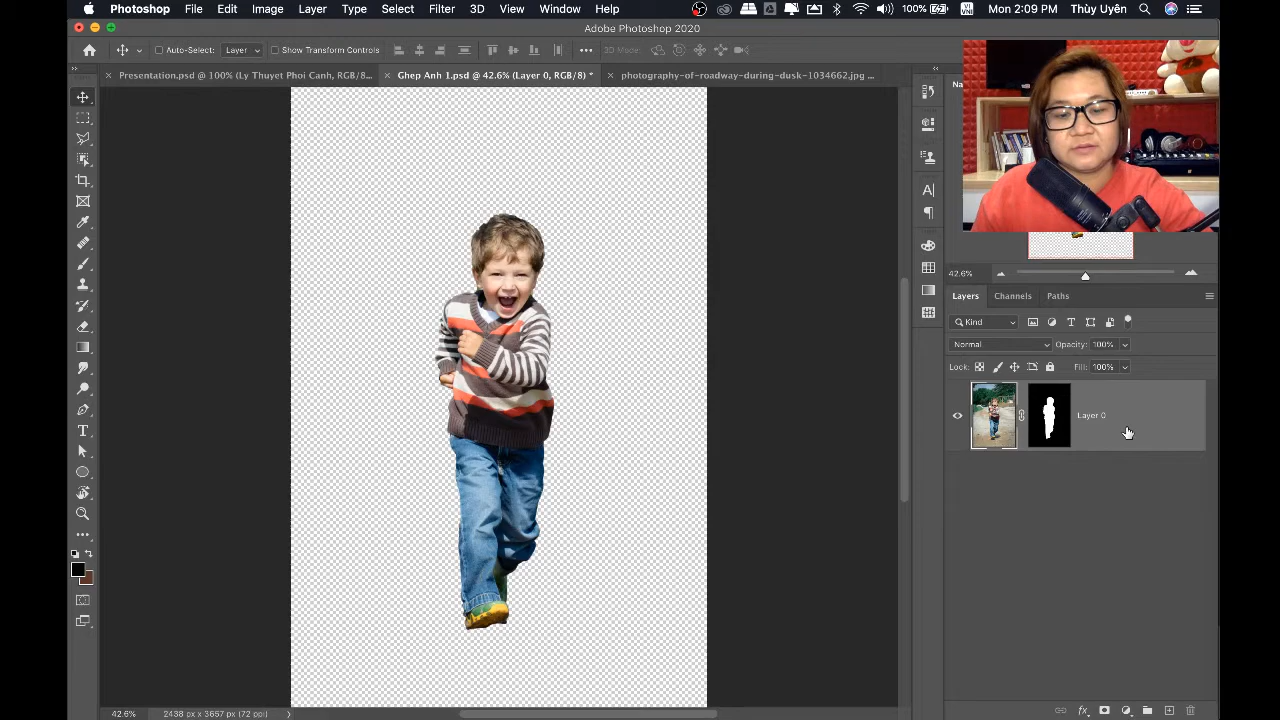 Photoshop File Edit Image Layer Type Select Filter 3D View Window Help 100% VI VNI Mon 2:09 PM Thùy Uyên
Adobe Photoshop 2020
Auto-Select: Layer Show Transform Controls 3D Mode:
Presentation.psd @ 100% (Ly Thuyet Phoi Canh, RGB/8... Ghep Anh 1.psd @ 42.6% (Layer 0, RGB/8) * photography-of-roadway-during-dusk-1034662.jpg ...
Na
42.6%
Layers Channels Paths
Kind
Normal Opacity: 100%
Lock: Fill: 100%
Layer 0
42.6% 2438 px x 3657 px (72 ppi)